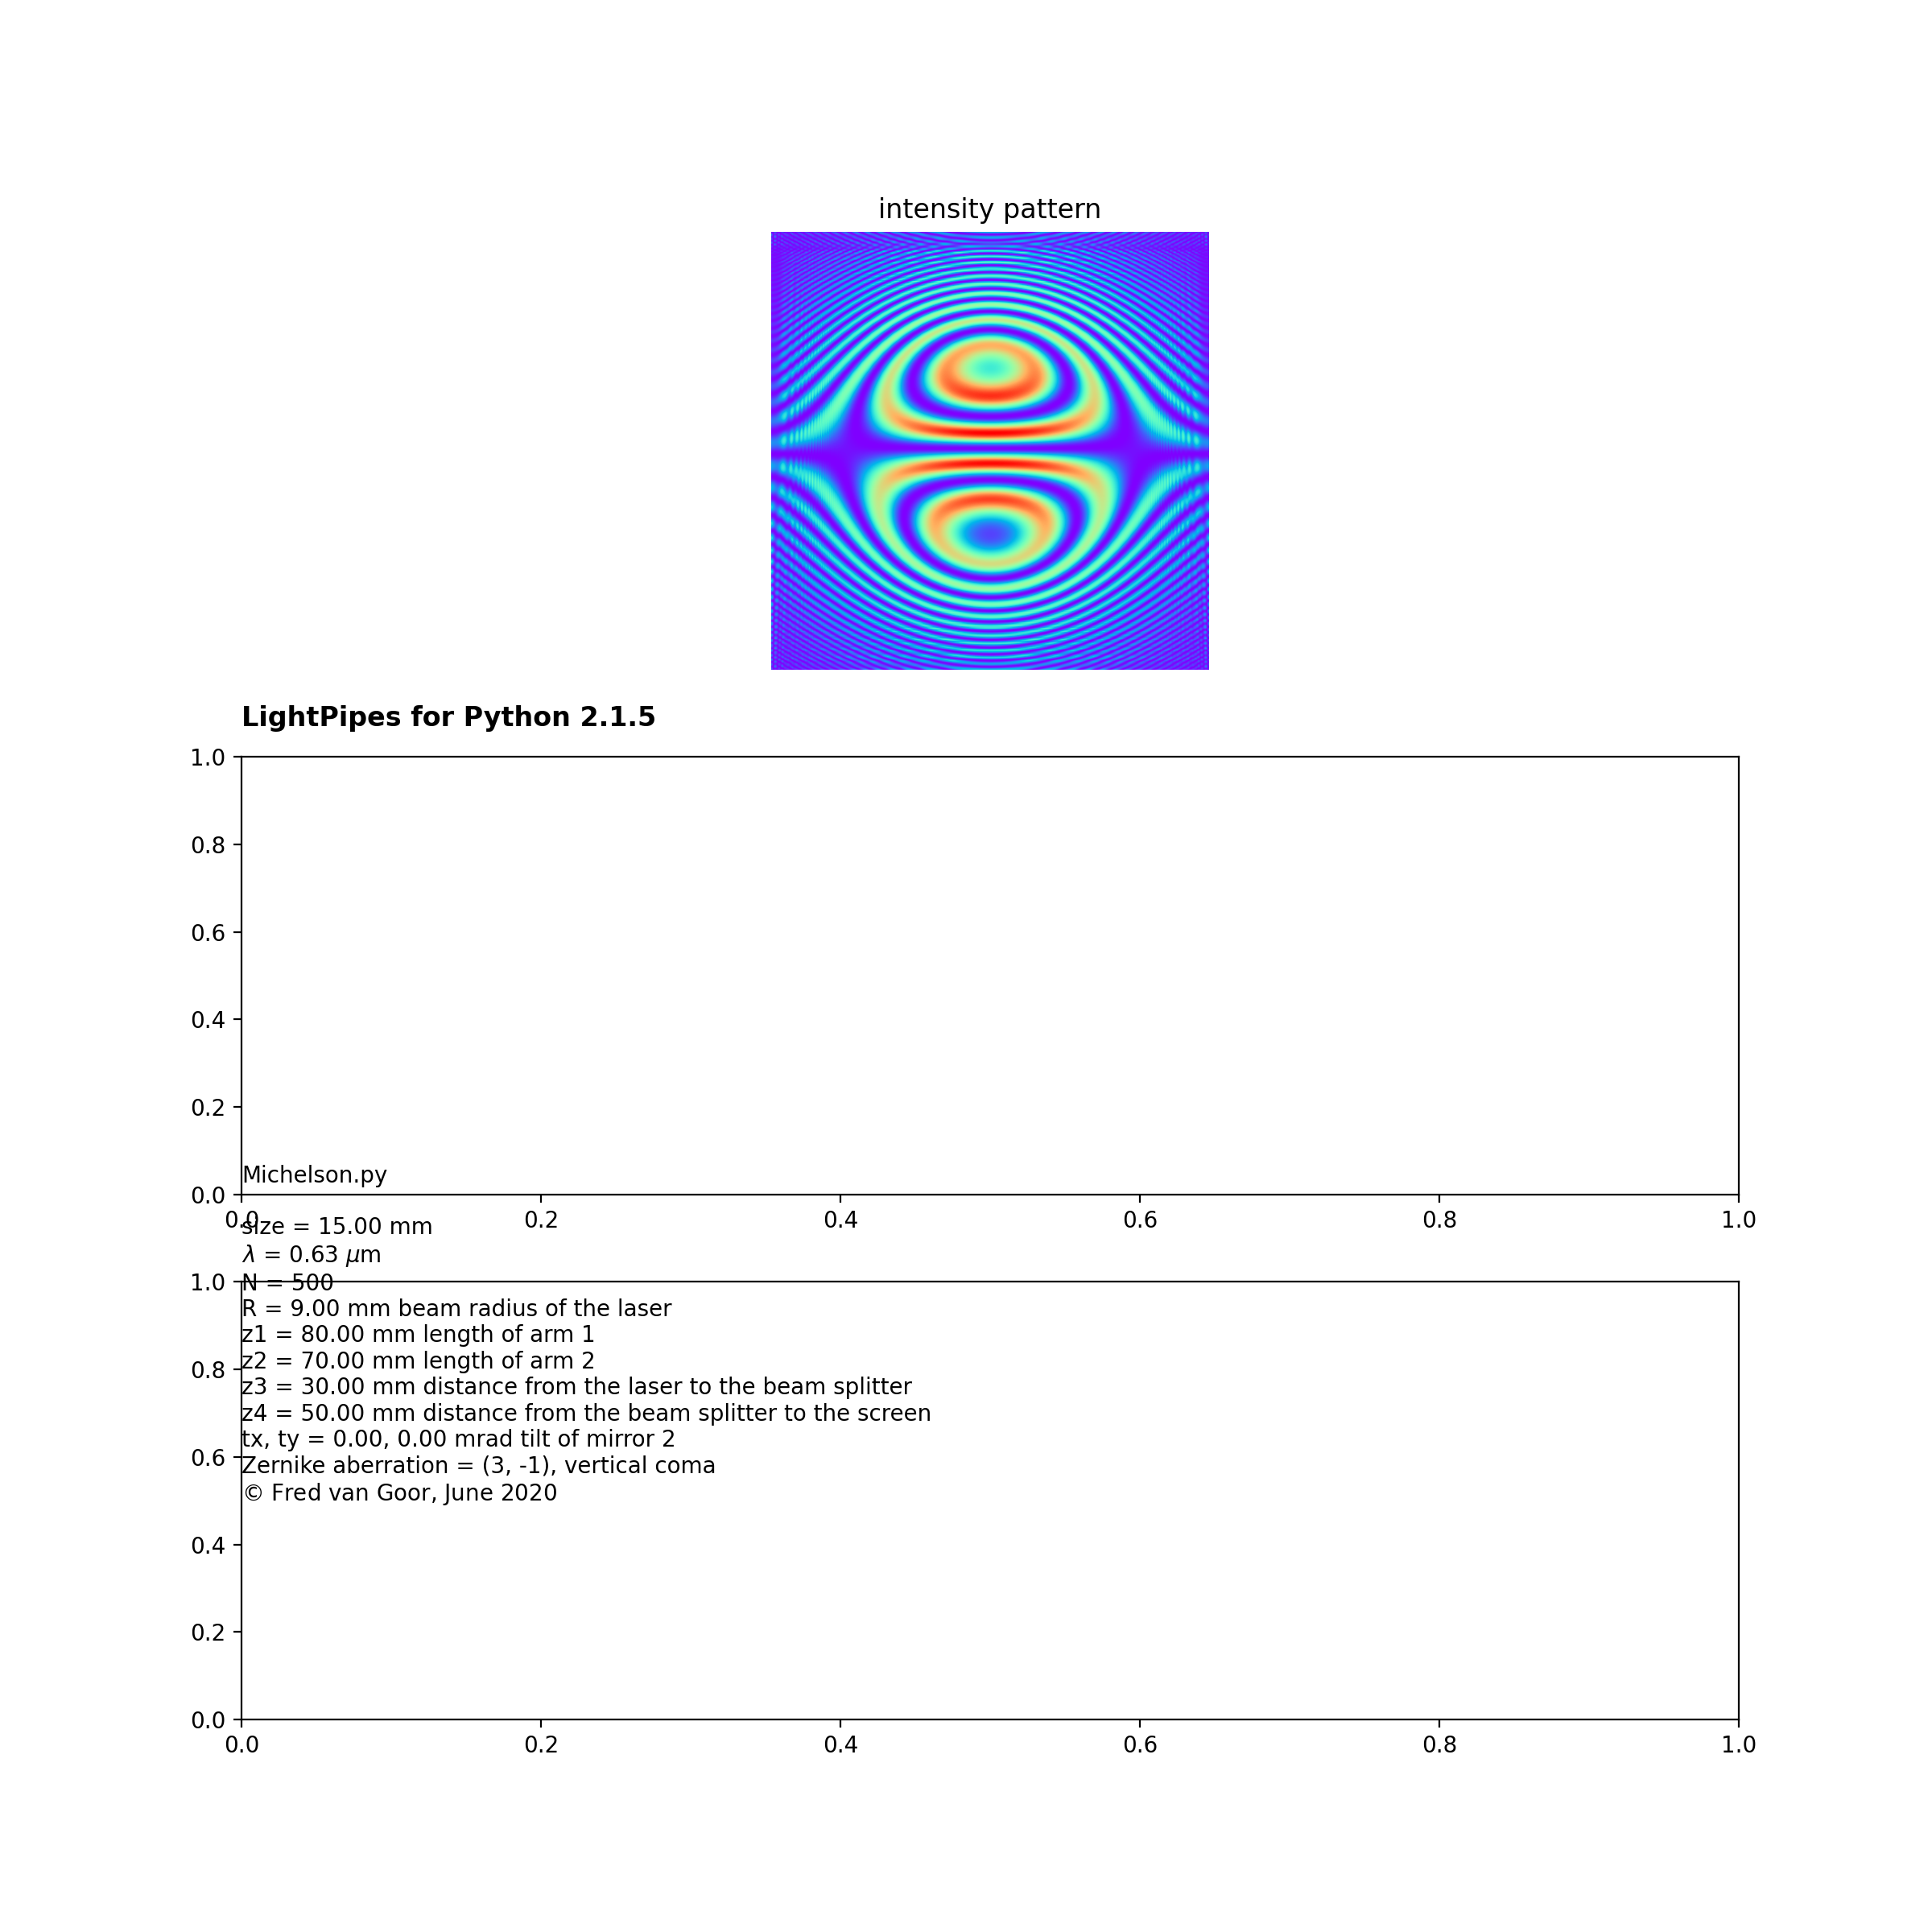 intensity pattern
LightPipes for Python 2.1.5
1.0
0.8
0.6
0.4
0.2
0.0
Michelson.py
0.0 0.2 0.4 0.6 0.8 1.0
size = 15.00 mm
λ = 0.63 μm
N = 500
R = 9.00 mm beam radius of the laser
z1 = 80.00 mm length of arm 1
z2 = 70.00 mm length of arm 2
z3 = 30.00 mm distance from the laser to the beam splitter
z4 = 50.00 mm distance from the beam splitter to the screen
tx, ty = 0.00, 0.00 mrad tilt of mirror 2
Zernike aberration = (3, -1), vertical coma
© Fred van Goor, June 2020
1.0
0.8
0.6
0.4
0.2
0.0
0.0 0.2 0.4 0.6 0.8 1.0